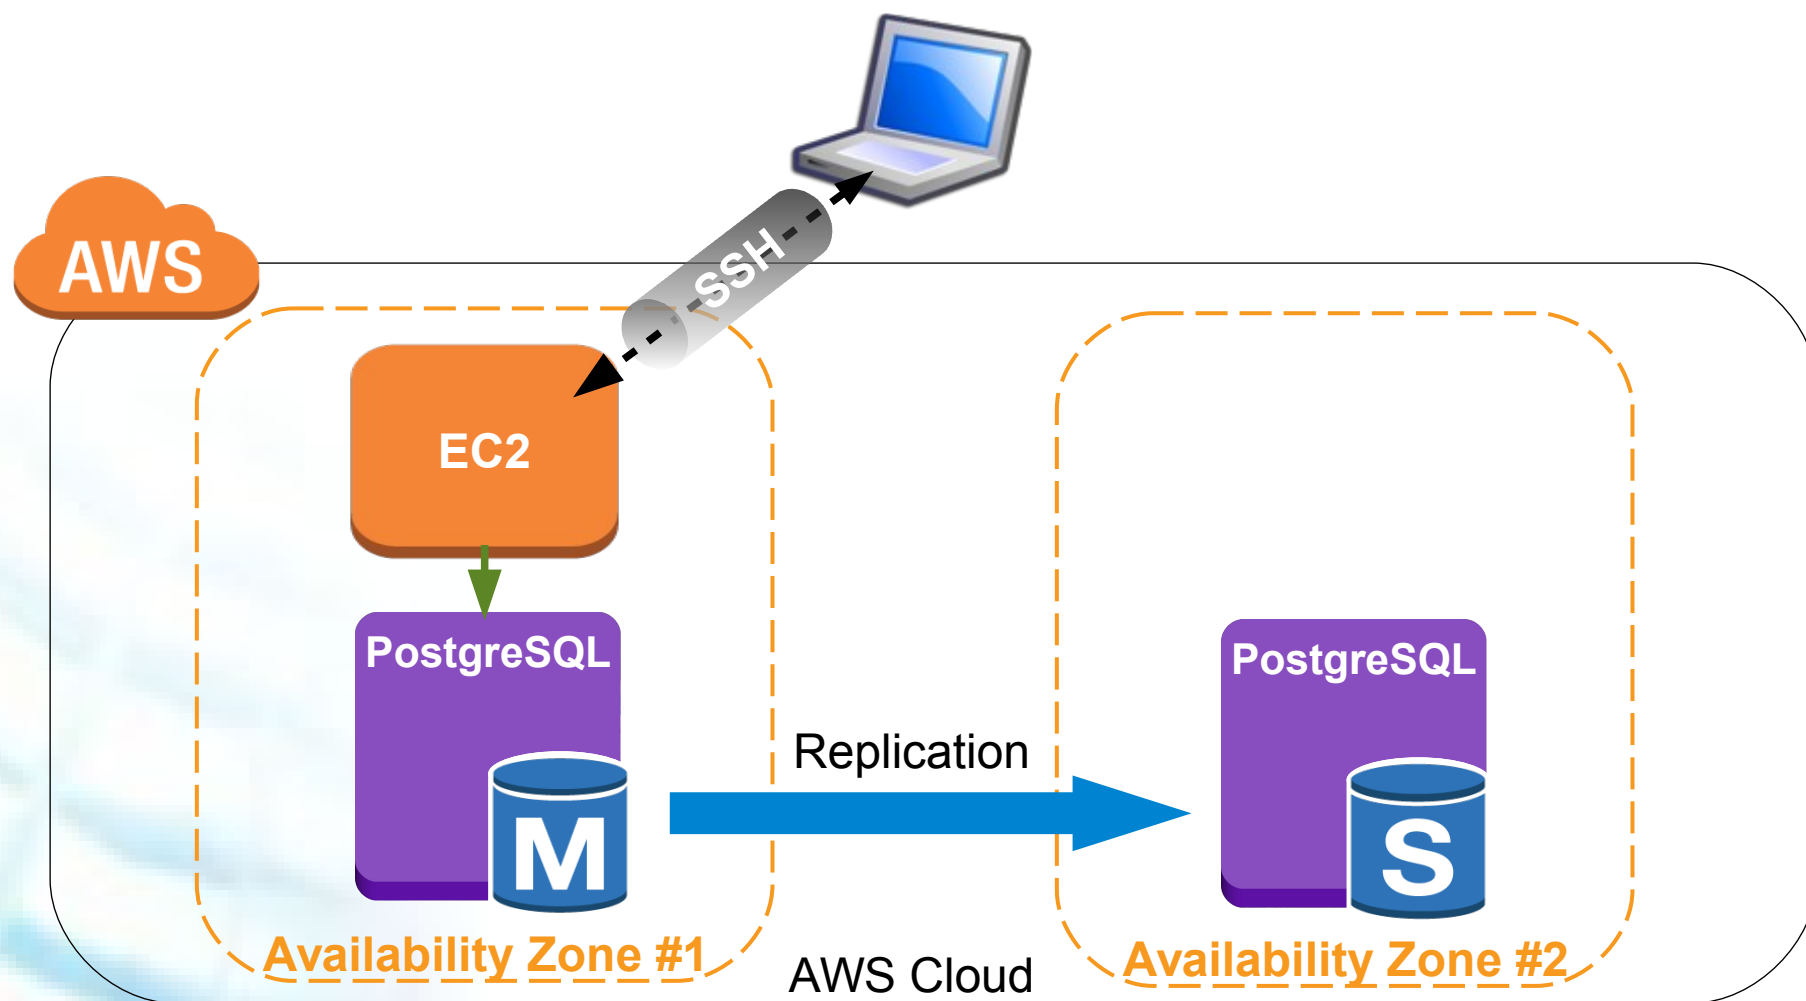 AWS
SSH
EC2
PostgreSQL
PostgreSQL
Replication
M
S
Availability Zone #1
Availability Zone #2
AWS Cloud